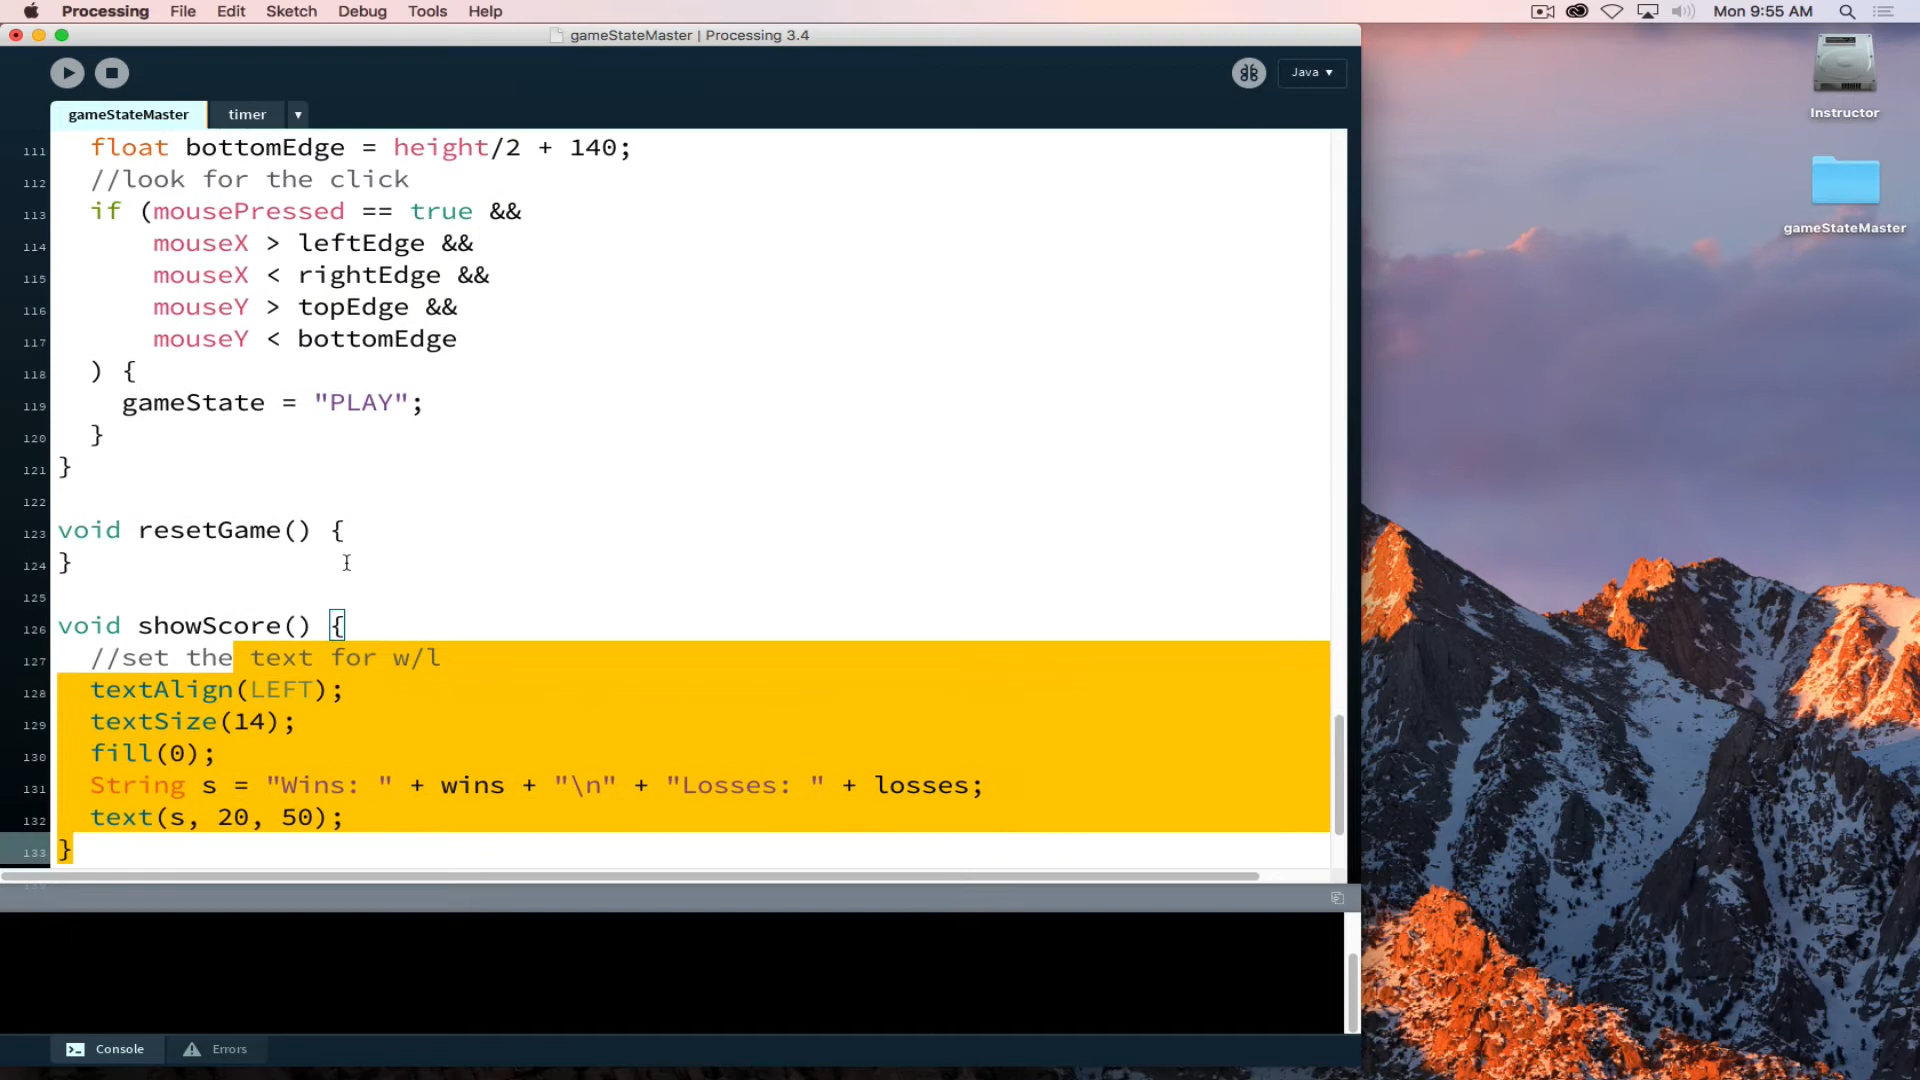 Processing File Edit Sketch Debug Tools Help Mon 9:55 AM
gameStateMaster | Processing 3.4
Java ▾
gameStateMaster timer ▾
Instructor
gameStateMaster
111 float bottomEdge = height/2 + 140;
112 //look for the click
113 if (mousePressed == true &&
114 mouseX > leftEdge &&
115 mouseX < rightEdge &&
116 mouseY > topEdge &&
117 mouseY < bottomEdge
118 ) {
119 gameState = "PLAY";
120 }
121 }
122
123 void resetGame() {
124 }
125
126 void showScore() {
127 //set the text for w/l
128 textAlign(LEFT);
129 textSize(14);
130 fill(0);
131 String s = "Wins: " + wins + "\n" + "Losses: " + losses;
132 text(s, 20, 50);
133 }
Console Errors